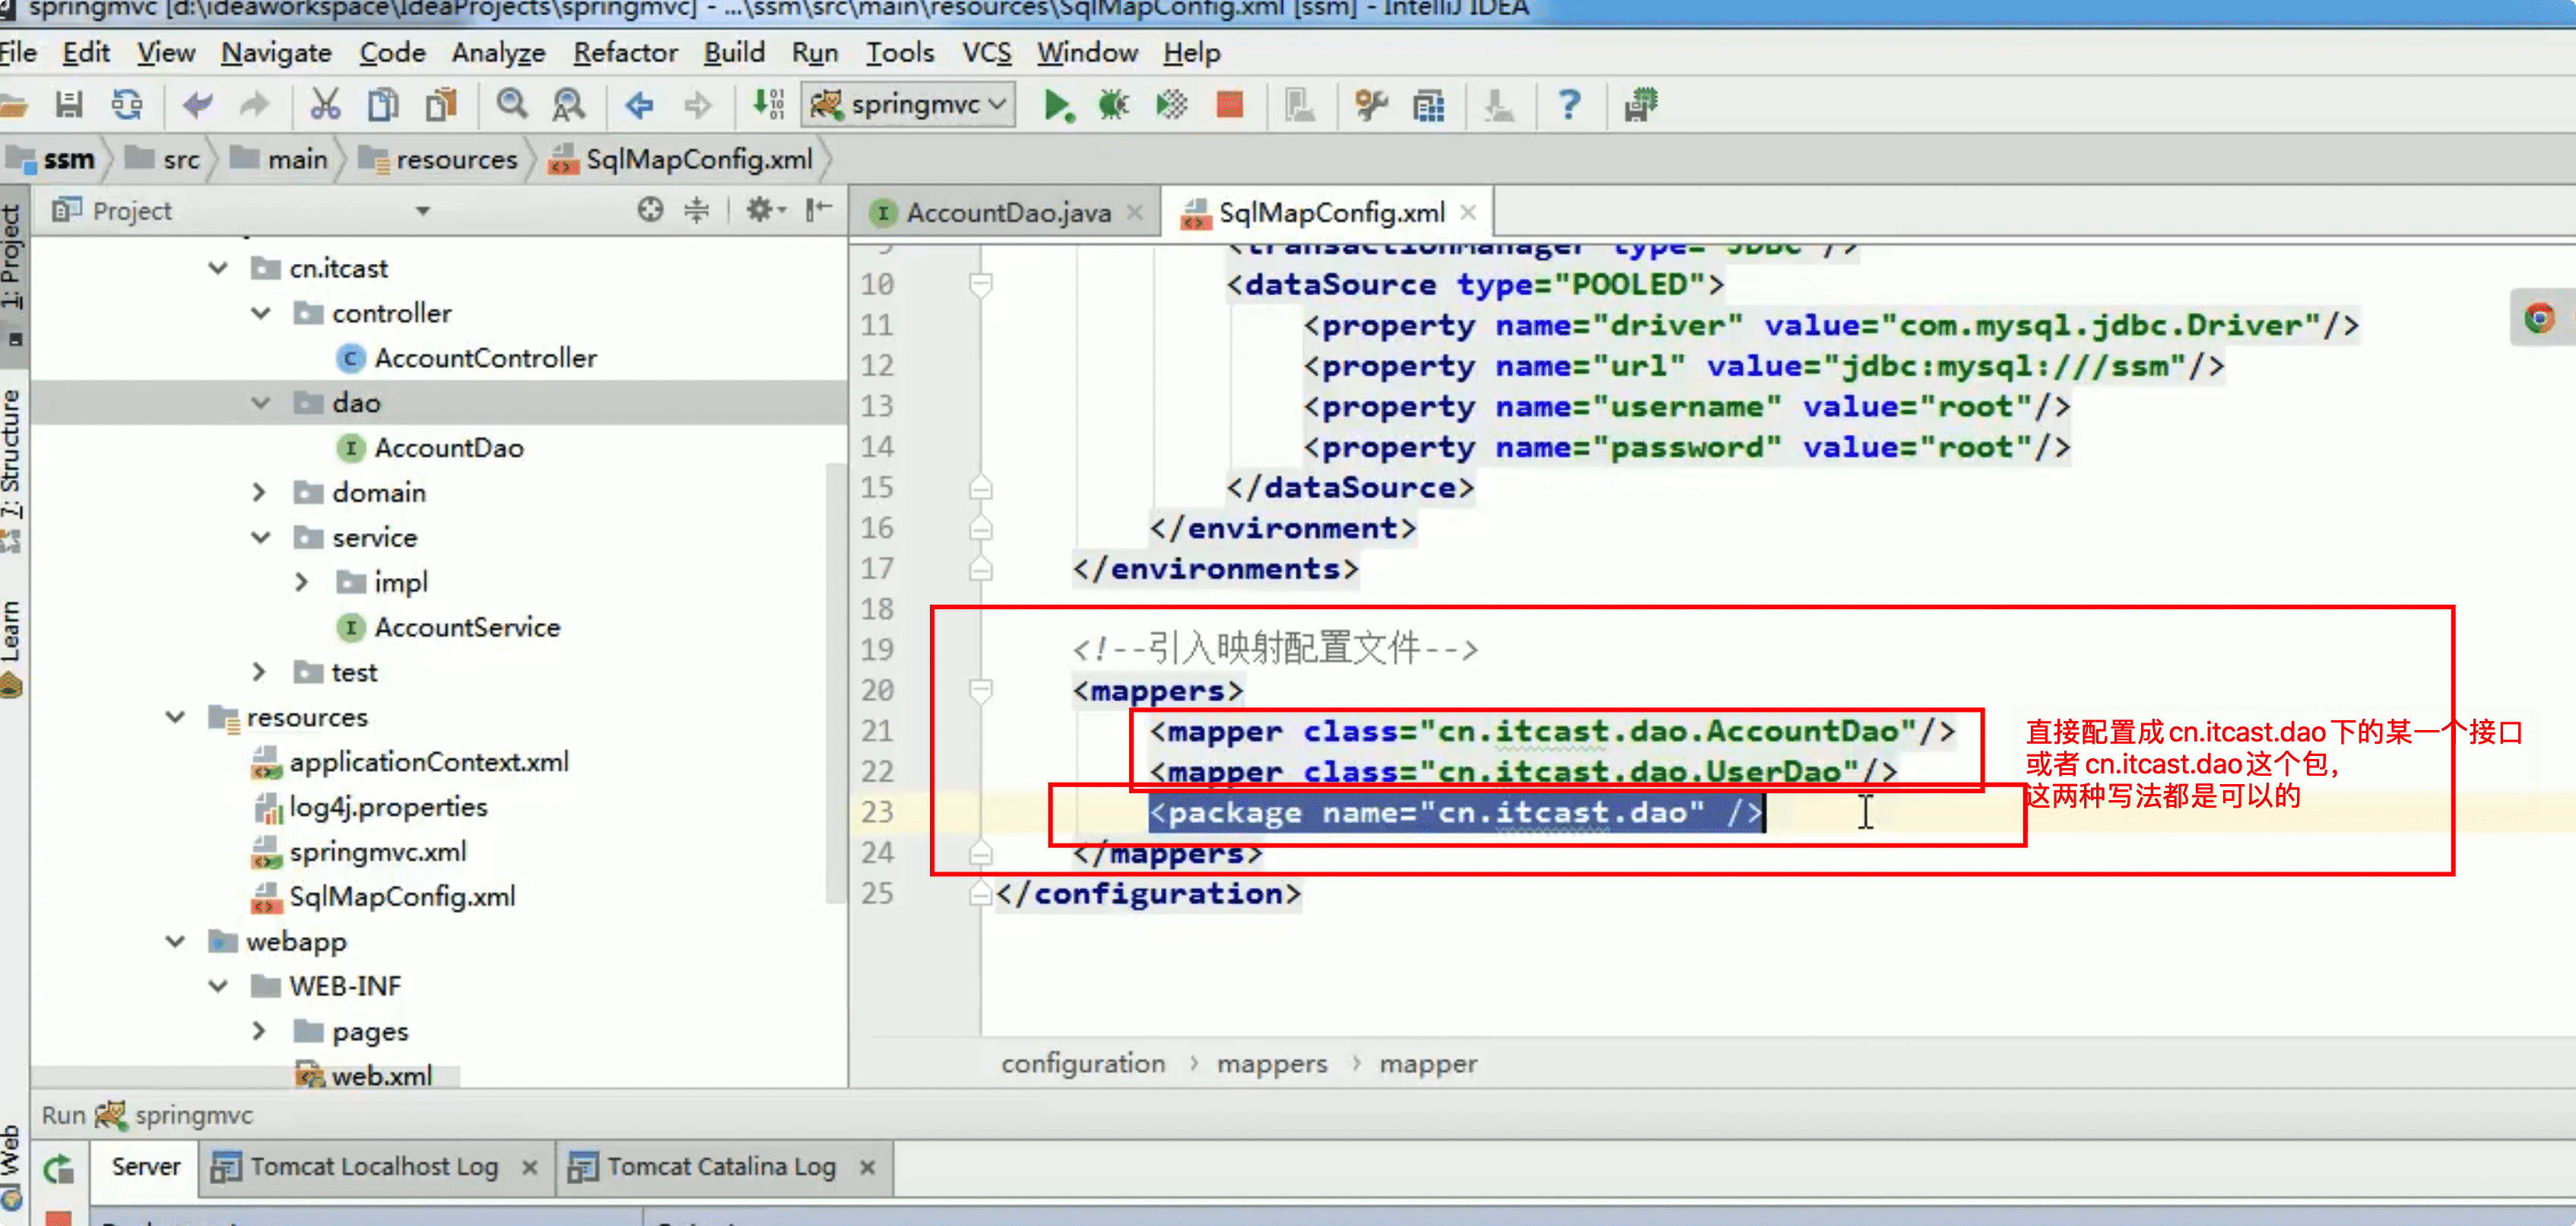 springmvc [d:\ideaworkspace\IdeaProjects\springmvc] - ...\ssm\src\main\resources\SqlMapConfig.xml [ssm] - IntelliJ IDEA
File Edit View Navigate Code Analyze Refactor Build Run Tools VCS Window Help
springmvc
ssm src main resources SqlMapConfig.xml
1: Project
7: Structure
Learn
Web
Project
cn.itcast
controller
AccountController
dao
AccountDao
domain
service
impl
AccountService
test
resources
applicationContext.xml
log4j.properties
springmvc.xml
SqlMapConfig.xml
webapp
WEB-INF
pages
web.xml
AccountDao.java SqlMapConfig.xml
9 <transactionManager type="JDBC"/>
10 <dataSource type="POOLED">
11 <property name="driver" value="com.mysql.jdbc.Driver"/>
12 <property name="url" value="jdbc:mysql:///ssm"/>
13 <property name="username" value="root"/>
14 <property name="password" value="root"/>
15 </dataSource>
16 </environment>
17 </environments>
18
19 <!--引入映射配置文件-->
20 <mappers>
21 <mapper class="cn.itcast.dao.AccountDao"/>
22 <mapper class="cn.itcast.dao.UserDao"/>
23 <package name="cn.itcast.dao" />
24 </mappers>
25 </configuration>
直接配置成cn.itcast.dao下的某一个接口
或者cn.itcast.dao这个包，
这两种写法都是可以的
configuration › mappers › mapper
Run springmvc
Server Tomcat Localhost Log Tomcat Catalina Log